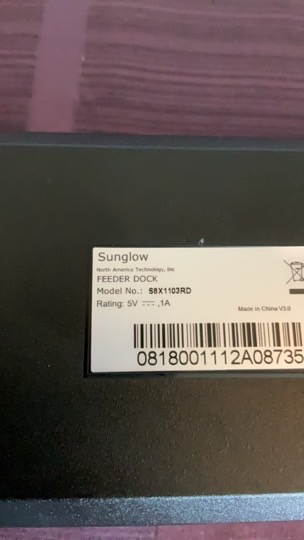 Sunglow
North America Technology, Inc
FEEDER DOCK
Model No.: S8X1103RD
Rating: 5V ⎓ ,1A
Made in China V3.0
0818001112A08735